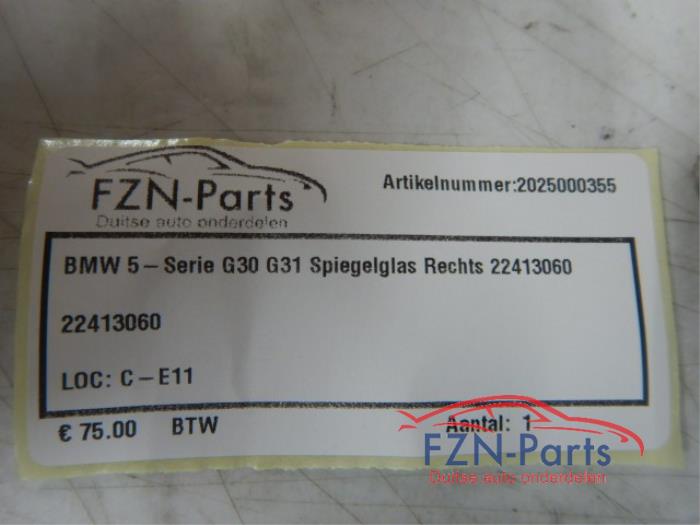 FZN-Parts
Duitse auto onderdelen
Artikelnummer:2025000355
BMW 5-Serie G30 G31 Spiegelglas Rechts 22413060
22413060
LOC: C-E11
€ 75.00 BTW
Aantal: 1
FZN-Parts
Duitse auto onderdelen